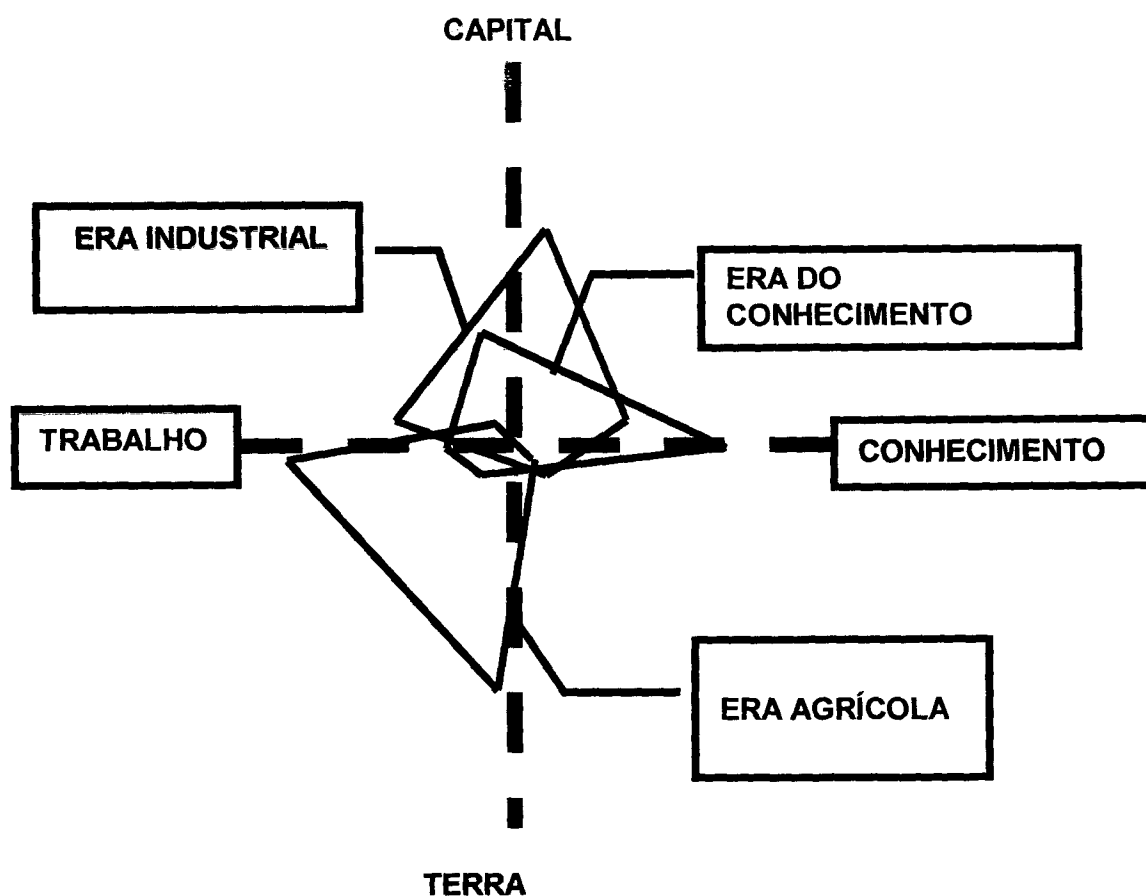 CAPITAL
ERA INDUSTRIAL
ERA DO
CONHECIMENTO
TRABALHO
CONHECIMENTO
ERA AGRÍCOLA
TERRA